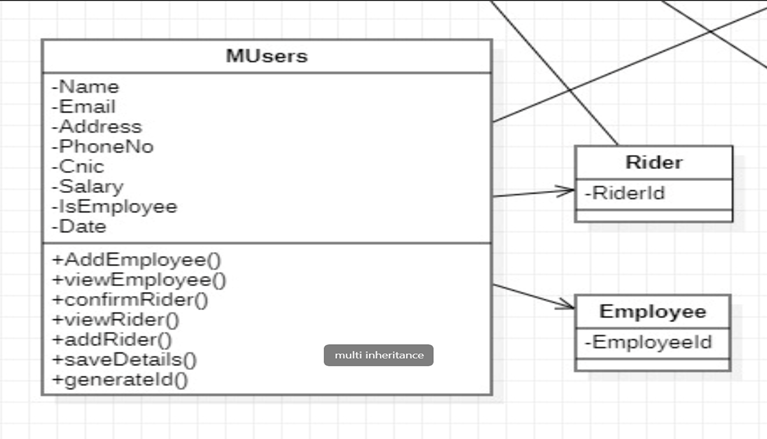 MUsers
-Name
-Email
-Address
-PhoneNo
-Cnic
-Salary
-IsEmployee
-Date
+AddEmployee()
+viewEmployee()
+confirmRider()
+viewRider()
+addRider()
+saveDetails()
+generateId()
multi inheritance
Rider
-RiderId
Employee
-EmployeeId